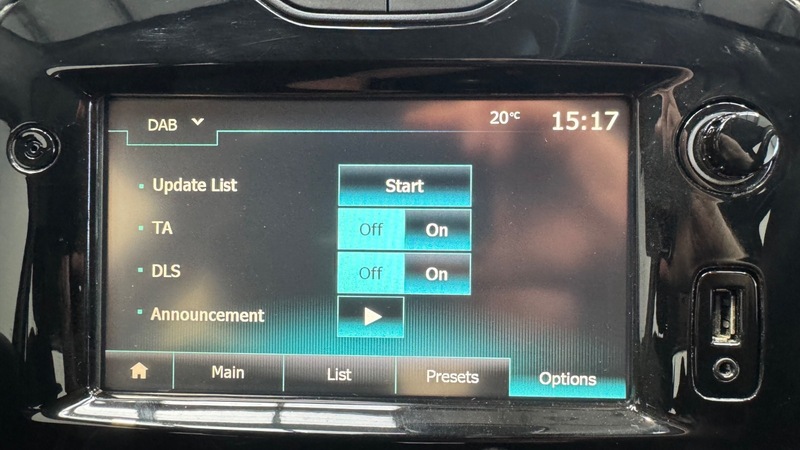 DAB 20°C 15:17
Update List Start
TA Off On
DLS Off On
Announcement
Main List Presets Options